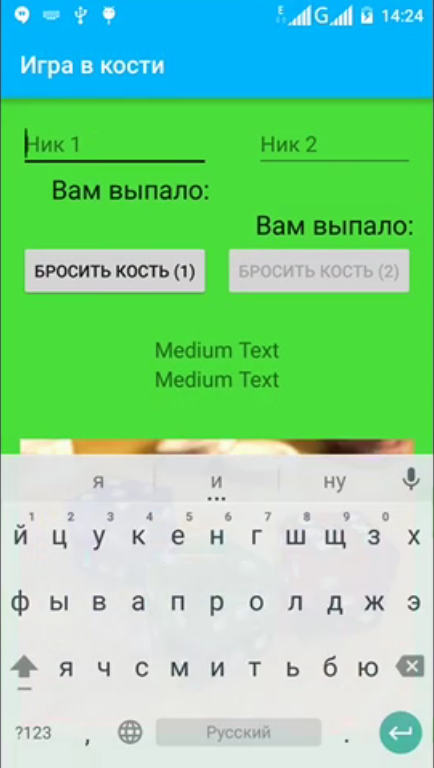 E G 14:24
Игра в кости
Ник 1 Ник 2
Вам выпало:
Вам выпало:
БРОСИТЬ КОСТЬ (1) БРОСИТЬ КОСТЬ (2)
Medium Text
Medium Text
я и ну
1 2 3 4 5 6 7 8 9 0
й ц у к е н г ш щ з х
ф ы в а п р о л д ж э
я ч с м и т ь б ю
?123 , Русский .